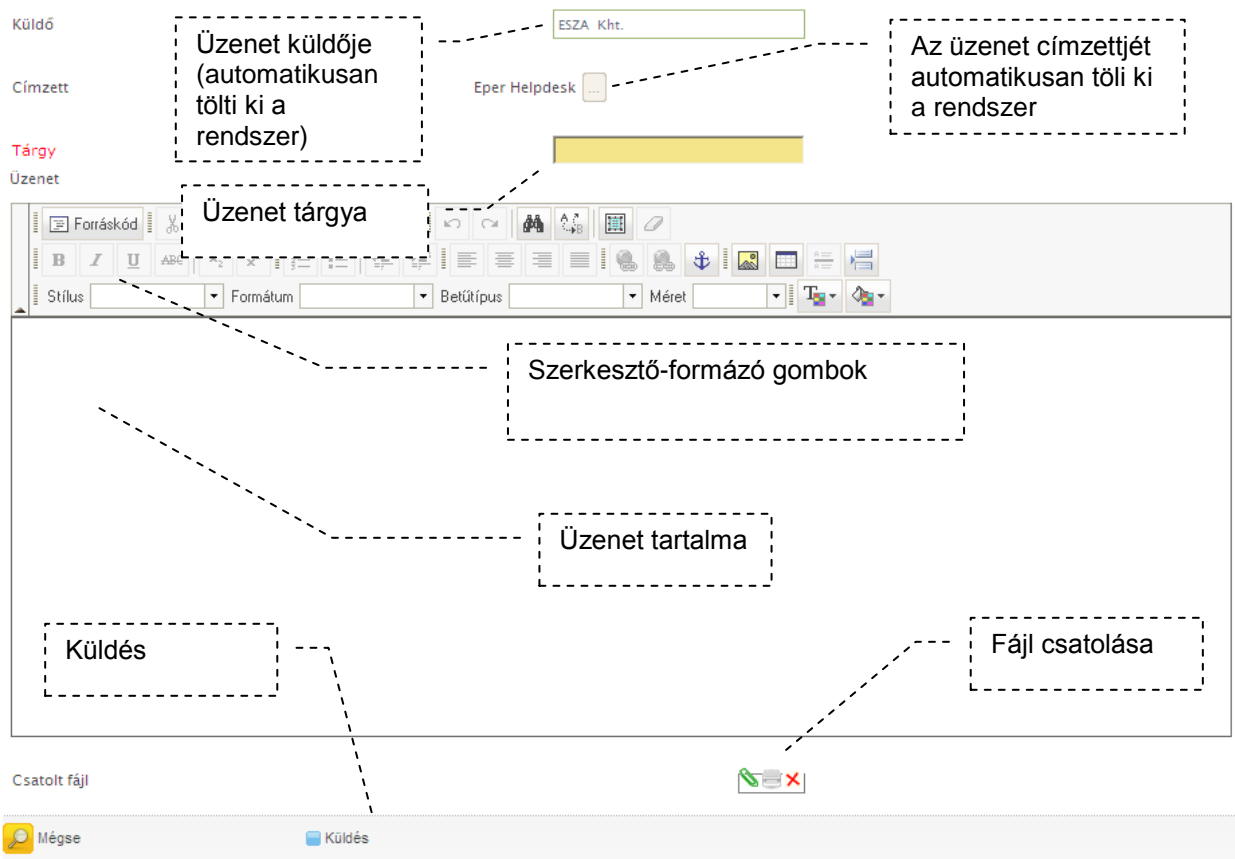 Küldő
ESZA Kht.
Üzenet küldője
(automatikusan
tölti ki a
rendszer)
Az üzenet címzettjét
automatikusan töli ki
a rendszer
Címzett
Eper Helpdesk ...
Tárgy
Üzenet
Üzenet tárgya
Forráskód
B I U ABC
Stílus Formátum Betűtípus Méret
Szerkesztő-formázó gombok
Üzenet tartalma
Küldés
Fájl csatolása
Csatolt fájl
Mégse Küldés